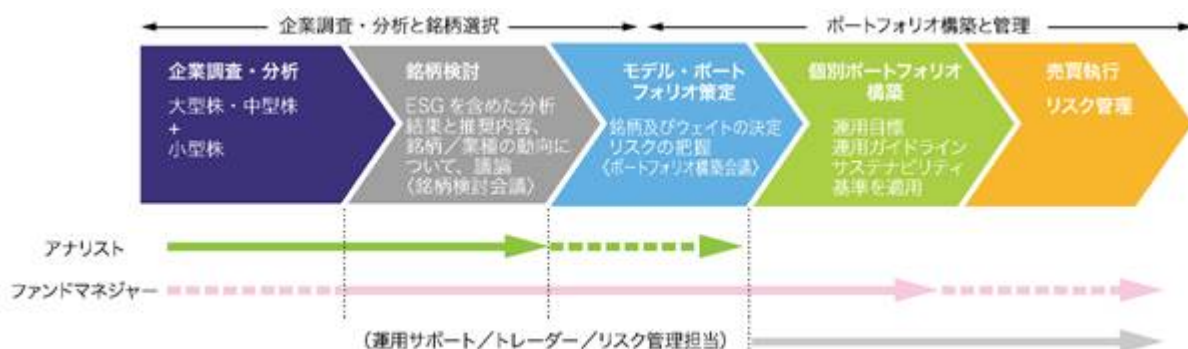 企業調査・分析と銘柄選択
ポートフォリオ構築と管理
企業調査・分析
大型株・中型株
+
小型株
銘柄検討
ESGを含めた分析
結果と推奨内容、
銘柄/業種の動向に
ついて、議論
〈銘柄検討会議〉
モデル・ポート
フォリオ策定
銘柄及びウェイトの決定
リスクの把握
〈ポートフォリオ構築会議〉
個別ポートフォリオ
構築
運用目標
運用ガイドライン
サステナビリティ
基準を適用
売買執行
リスク管理
アナリスト
ファンドマネジャー
(運用サポート/トレーダー/リスク管理担当)